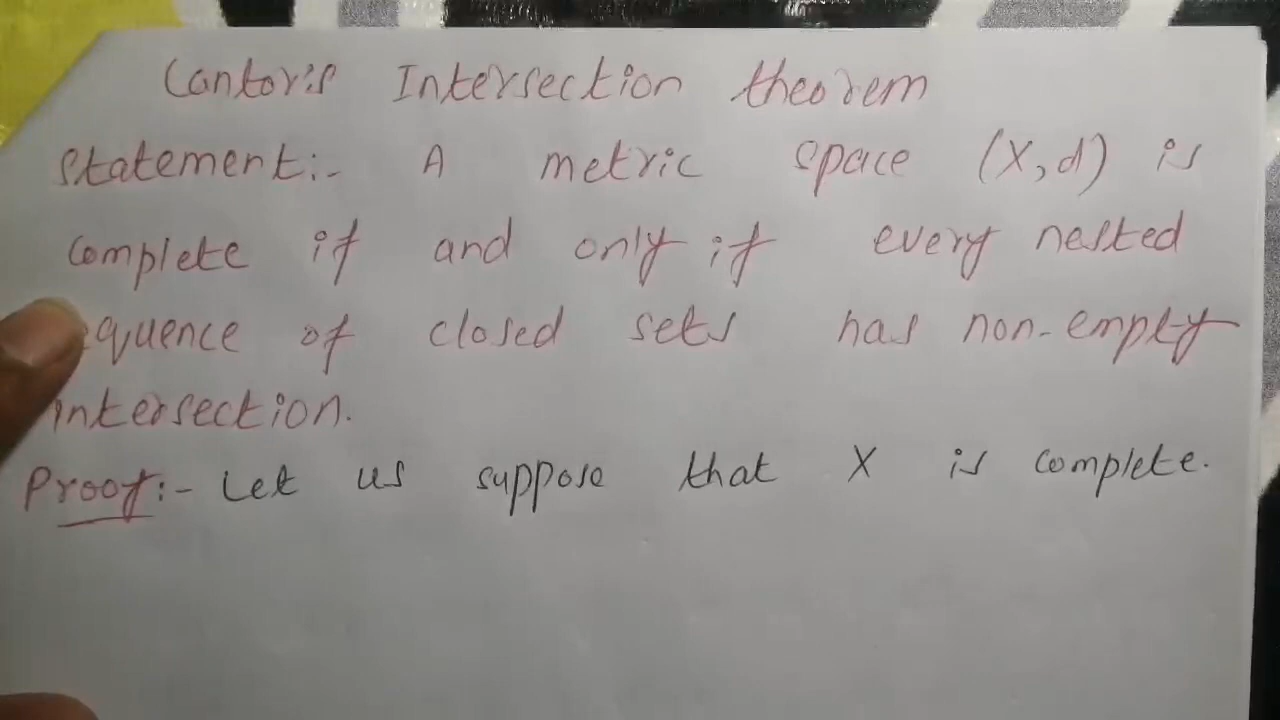 Cantor's Intersection theorem
Statement:- A metric space (X,d) is
complete if and only if every nested
equence of closed sets has non-empty
intersection.
Proof:- Let us suppose that X is complete.